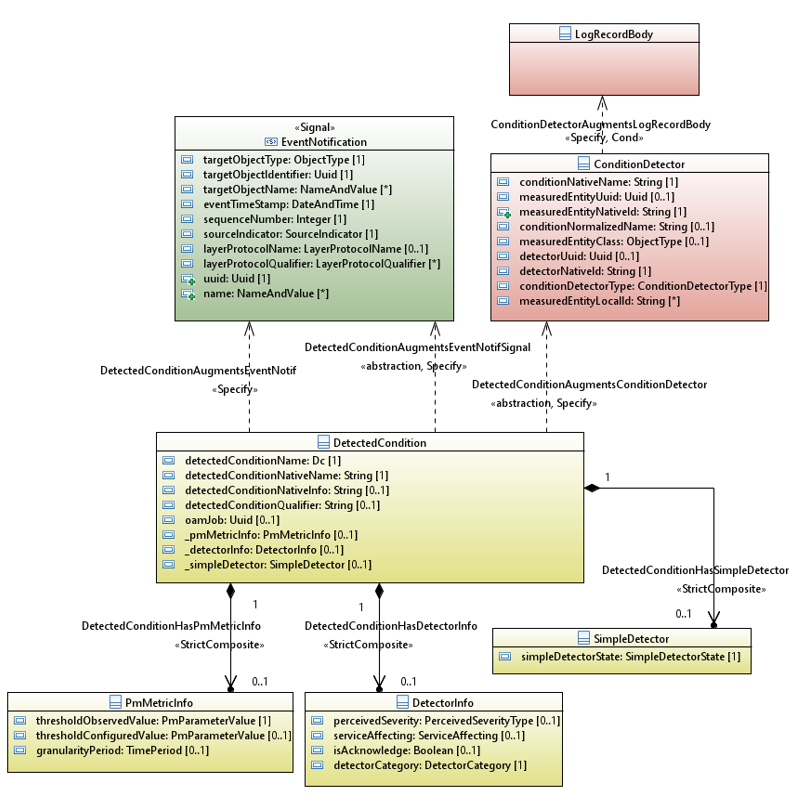 LogRecordBody
ConditionDetectorAugmentsLogRecordBody
«Specify, Cond»
«Signal»
EventNotification
targetObjectType: ObjectType [1]
targetObjectIdentifier: Uuid [1]
targetObjectName: NameAndValue [*]
eventTimeStamp: DateAndTime [1]
sequenceNumber: Integer [1]
sourceIndicator: SourceIndicator [1]
layerProtocolName: LayerProtocolName [0..1]
layerProtocolQualifier: LayerProtocolQualifier [*]
uuid: Uuid [1]
name: NameAndValue [*]
ConditionDetector
conditionNativeName: String [1]
measuredEntityUuid: Uuid [0..1]
measuredEntityNativeId: String [1]
conditionNormalizedName: String [0..1]
measuredEntityClass: ObjectType [0..1]
detectorUuid: Uuid [0..1]
detectorNativeId: String [1]
conditionDetectorType: ConditionDetectorType [1]
measuredEntityLocalId: String [*]
DetectedConditionAugmentsEventNotif
«Specify»
DetectedConditionAugmentsEventNotifSignal
«abstraction, Specify»
DetectedConditionAugmentsConditionDetector
«abstraction, Specify»
DetectedCondition
detectedConditionName: Dc [1]
detectedConditionNativeName: String [1]
detectedConditionNativeInfo: String [0..1]
detectedConditionQualifier: String [0..1]
oamJob: Uuid [0..1]
_pmMetricInfo: PmMetricInfo [0..1]
_detectorInfo: DetectorInfo [0..1]
_simpleDetector: SimpleDetector [0..1]
1
DetectedConditionHasSimpleDetector
«StrictComposite»
0..1
1
DetectedConditionHasPmMetricInfo
«StrictComposite»
0..1
1
DetectedConditionHasDetectorInfo
«StrictComposite»
0..1
SimpleDetector
simpleDetectorState: SimpleDetectorState [1]
PmMetricInfo
thresholdObservedValue: PmParameterValue [1]
thresholdConfiguredValue: PmParameterValue [0..1]
granularityPeriod: TimePeriod [0..1]
DetectorInfo
perceivedSeverity: PerceivedSeverityType [0..1]
serviceAffecting: ServiceAffecting [0..1]
isAcknowledge: Boolean [0..1]
detectorCategory: DetectorCategory [1]